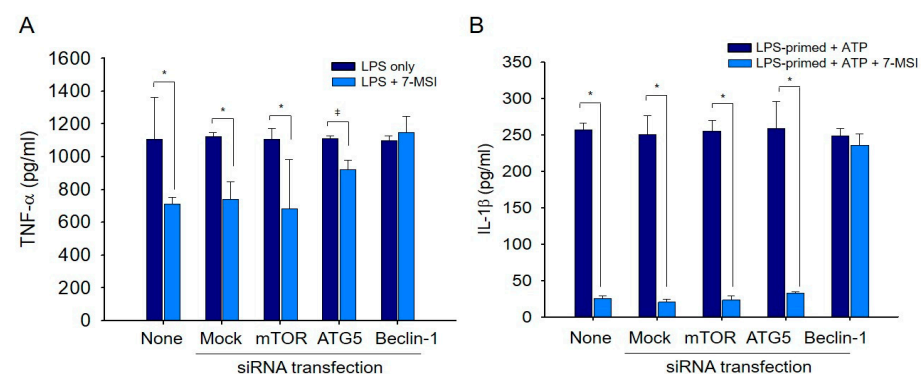 A
1600
1400
1200
1000
800
600
400
200
0
TNF-α (pg/ml)
LPS only
LPS + 7-MSI
*
*
*
‡
None Mock mTOR ATG5 Beclin-1
siRNA transfection
B
350
300
250
200
150
100
50
0
IL-1β (pg/ml)
LPS-primed + ATP
LPS-primed + ATP + 7-MSI
*
*
*
*
None Mock mTOR ATG5 Beclin-1
siRNA transfection